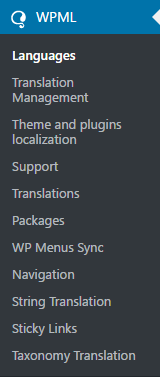 WPML
Languages
Translation
Management
Theme and plugins
localization
Support
Translations
Packages
WP Menus Sync
Navigation
String Translation
Sticky Links
Taxonomy Translation